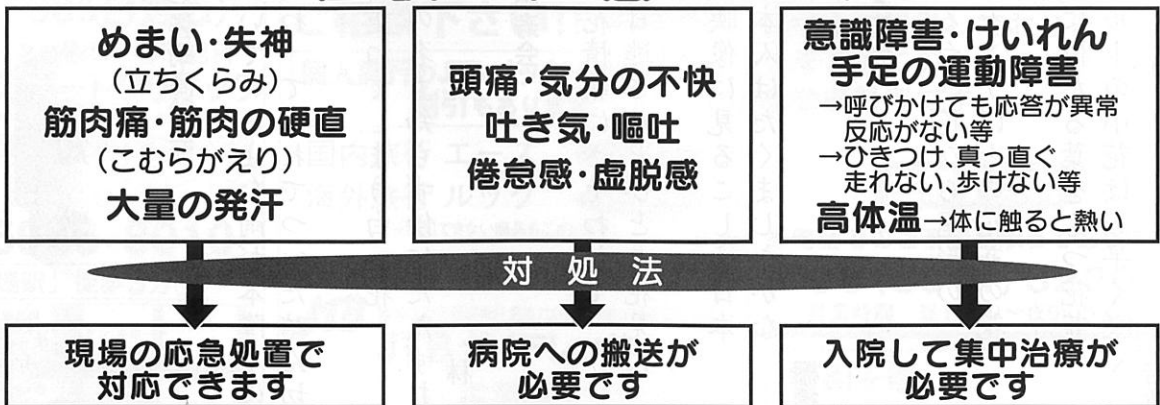 めまい・失神
(立ちくらみ)
筋肉痛・筋肉の硬直
(こむらがえり)
大量の発汗
頭痛・気分の不快
吐き気・嘔吐
倦怠感・虚脱感
意識障害・けいれん
手足の運動障害
→呼びかけても応答が異常
反応がない等
→ひきつけ、真っ直ぐ
走れない、歩けない等
高体温→体に触ると熱い
対処法
現場の応急処置で
対応できます
病院への搬送が
必要です
入院して集中治療が
必要です